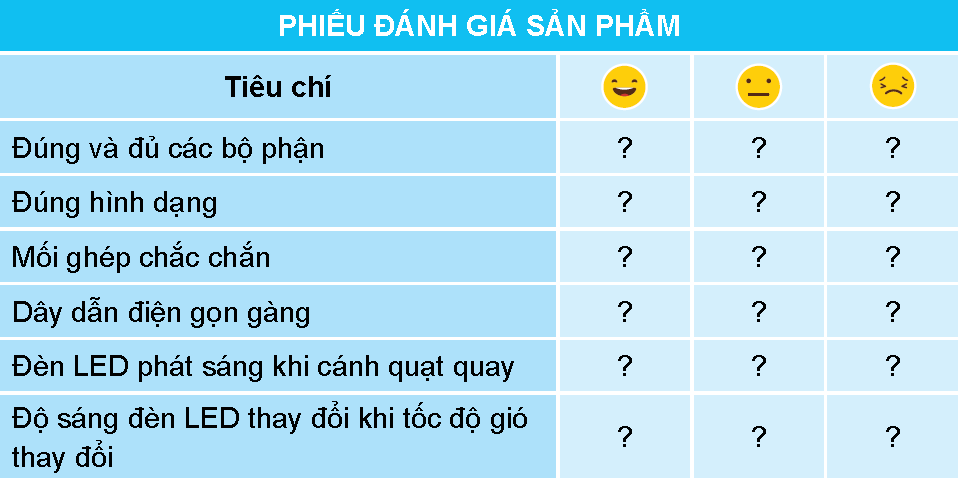 PHIẾU ĐÁNH GIÁ SẢN PHẨM
Tiêu chí
Đúng và đủ các bộ phận ? ? ?
Đúng hình dạng ? ? ?
Mối ghép chắc chắn ? ? ?
Dây dẫn điện gọn gàng ? ? ?
Đèn LED phát sáng khi cánh quạt quay ? ? ?
Độ sáng đèn LED thay đổi khi tốc độ gió
thay đổi ? ? ?